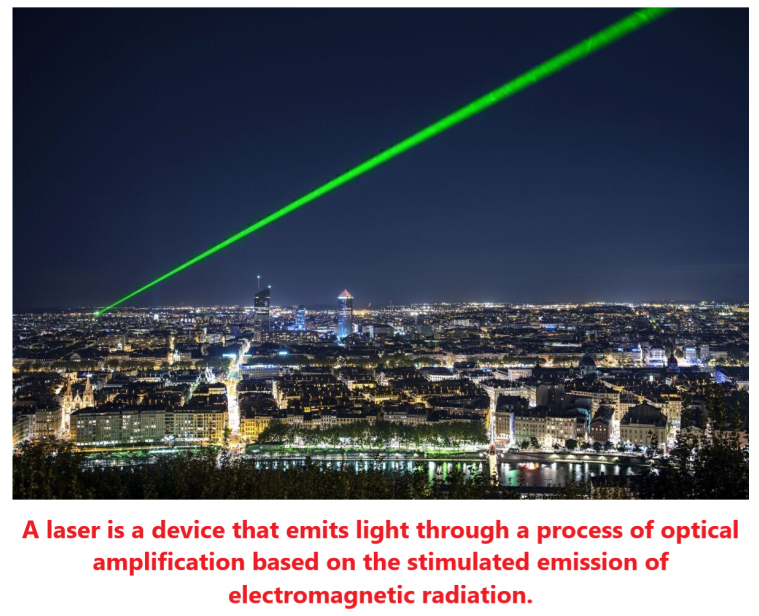 A laser is a device that emits light through a process of optical
amplification based on the stimulated emission of
electromagnetic radiation.